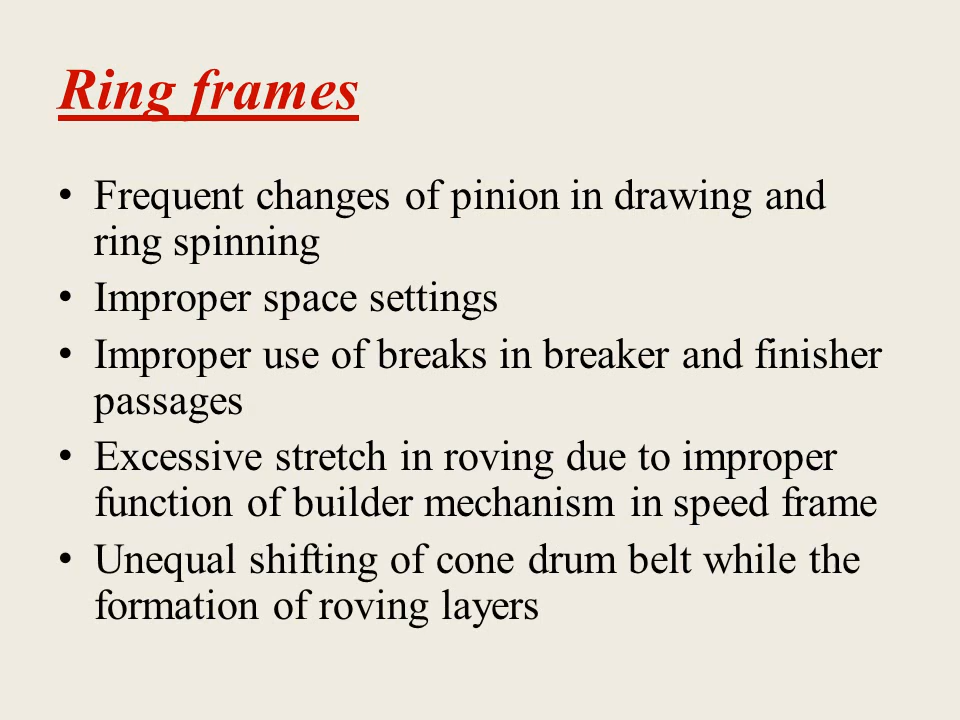 Ring frames
• Frequent changes of pinion in drawing and
ring spinning
• Improper space settings
• Improper use of breaks in breaker and finisher
passages
• Excessive stretch in roving due to improper
function of builder mechanism in speed frame
• Unequal shifting of cone drum belt while the
formation of roving layers